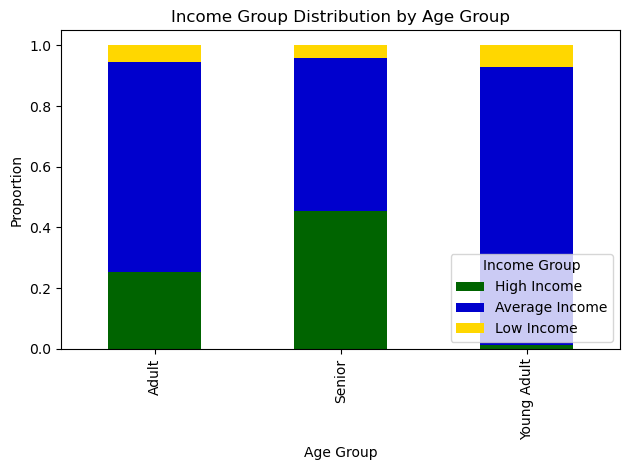 Income Group Distribution by Age Group
Proportion
1.0
0.8
0.6
0.4
0.2
0.0
Income Group
High Income
Average Income
Low Income
Adult
Senior
Young Adult
Age Group